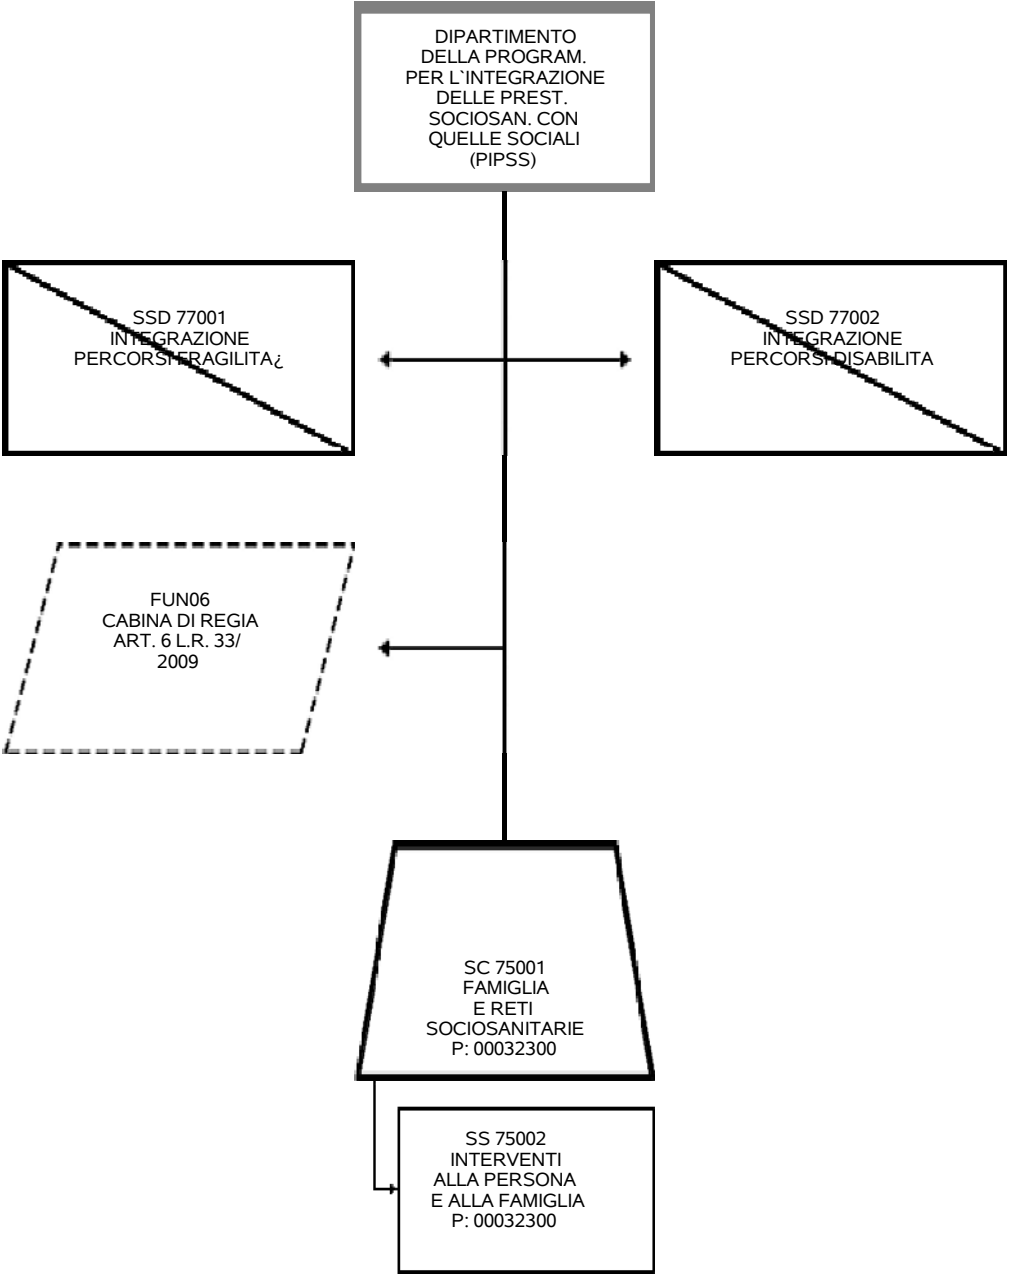 DIPARTIMENTO
DELLA PROGRAM.
PER L`INTEGRAZIONE
DELLE PREST.
SOCIOSAN. CON
QUELLE SOCIALI
(PIPSS)
SSD 77001
INTEGRAZIONE
PERCORSI FRAGILITA¿
SSD 77002
INTEGRAZIONE
PERCORSI DISABILITA
FUN06
CABINA DI REGIA
ART. 6 L.R. 33/
2009
SC 75001
FAMIGLIA
E RETI
SOCIOSANITARIE
P: 00032300
SS 75002
INTERVENTI
ALLA PERSONA
E ALLA FAMIGLIA
P: 00032300